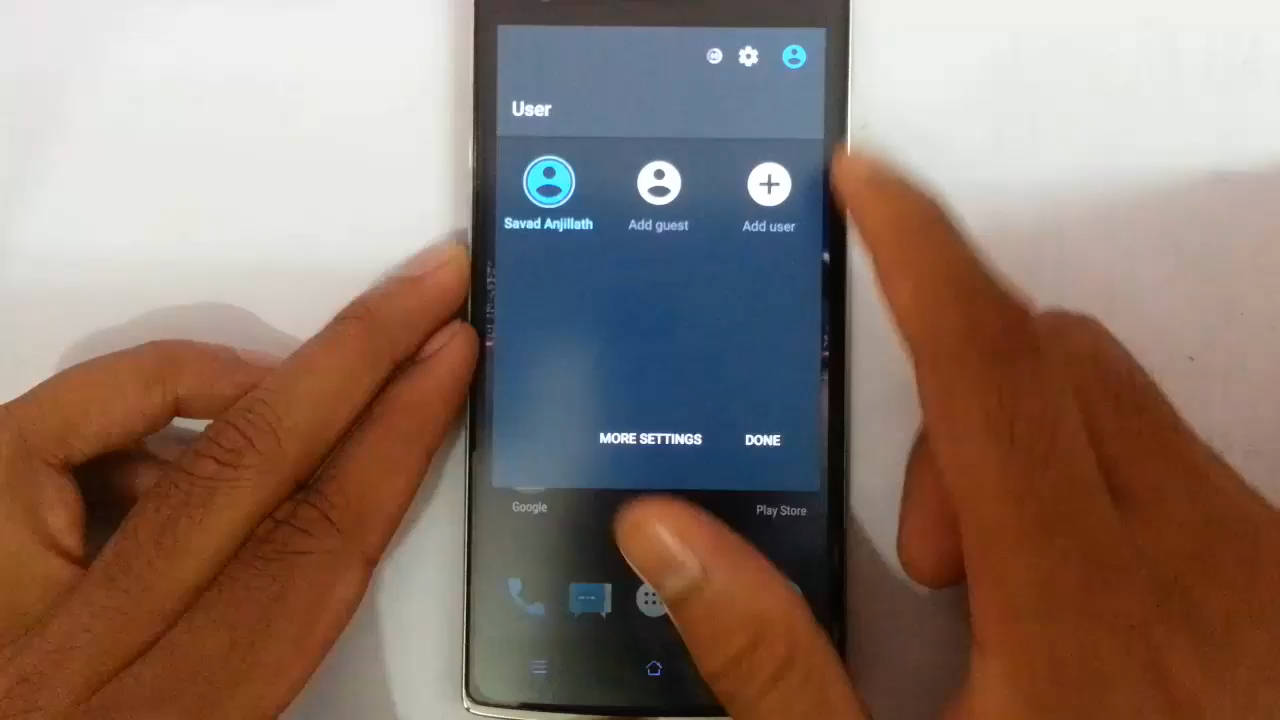 User
Savad Anjillath
Add guest
Add user
MORE SETTINGS
DONE
Google
Play Store